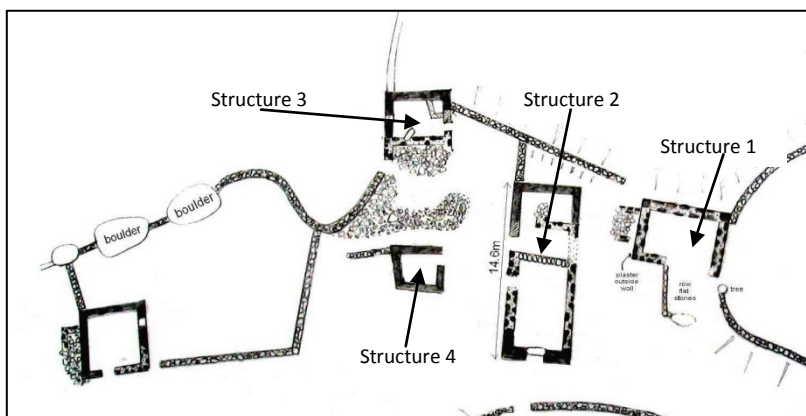 Structure 3
Structure 2
Structure 1
boulder
boulder
14.6m
plaster
outside
wall
row
flat
stones
tree
Structure 4